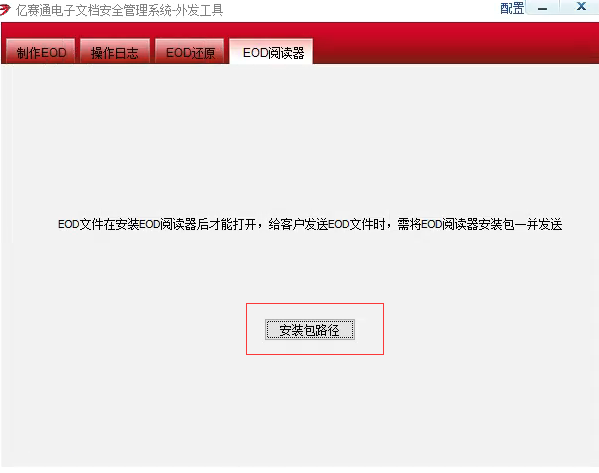 亿赛通电子文档安全管理系统-外发工具 配置
制作EOD 操作日志 EOD还原 EOD阅读器
EOD文件在安装EOD阅读器后才能打开，给客户发送EOD文件时，需将EOD阅读器安装包一并发送
安装包路径